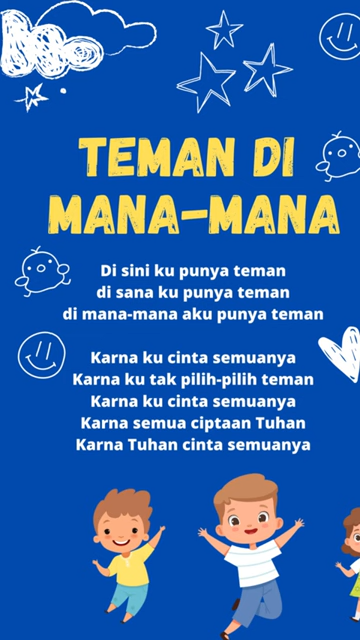 TEMAN DI
MANA-MANA
Di sini ku punya teman
di sana ku punya teman
di mana-mana aku punya teman
Karna ku cinta semuanya
Karna ku tak pilih-pilih teman
Karna ku cinta semuanya
Karna semua ciptaan Tuhan
Karna Tuhan cinta semuanya